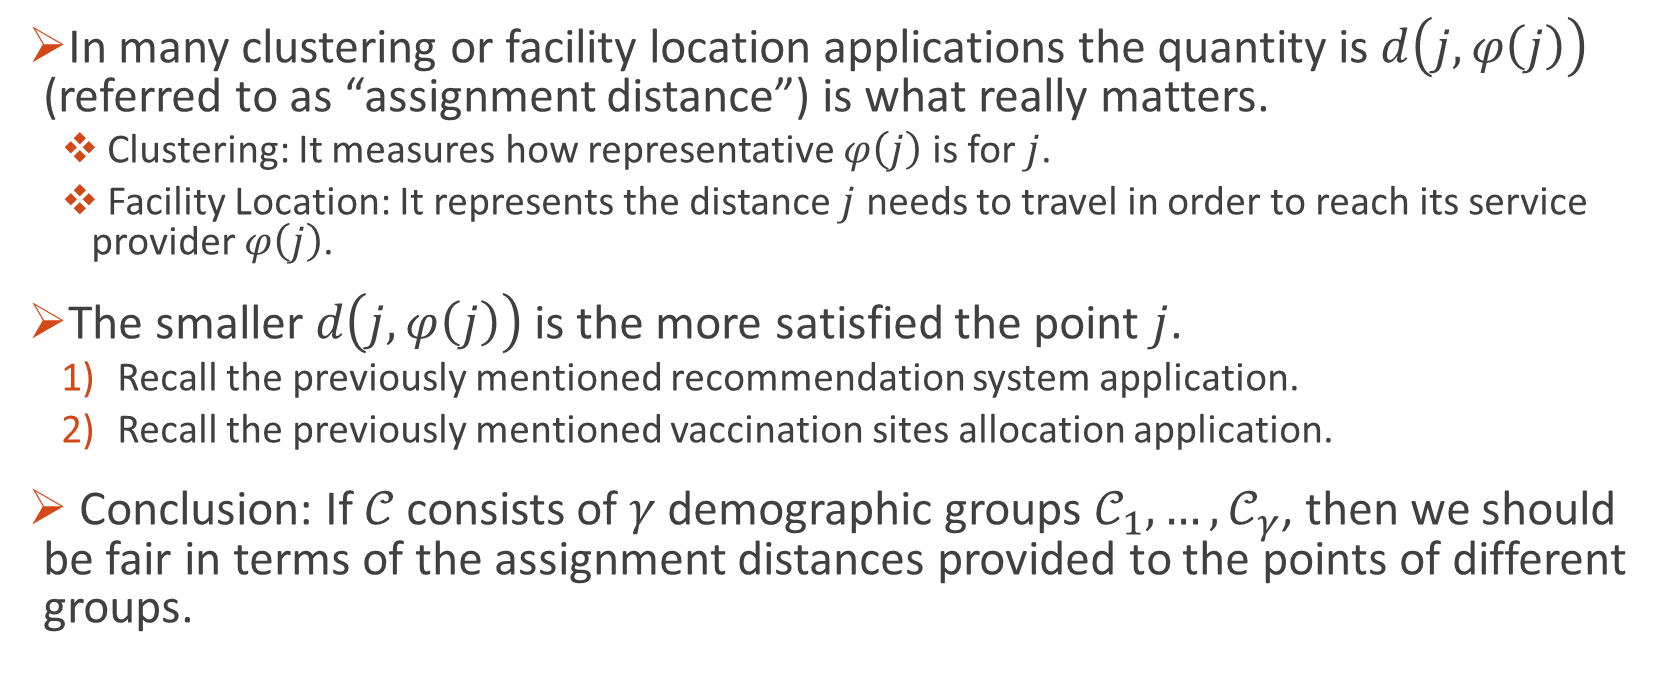 ➢In many clustering or facility location applications the quantity is 𝑑(𝑗, 𝜑(𝑗))
(referred to as “assignment distance”) is what really matters.
❖ Clustering: It measures how representative 𝜑(𝑗) is for 𝑗.
❖ Facility Location: It represents the distance 𝑗 needs to travel in order to reach its service
provider 𝜑(𝑗).
➢The smaller 𝑑(𝑗, 𝜑(𝑗)) is the more satisfied the point 𝑗.
1) Recall the previously mentioned recommendation system application.
2) Recall the previously mentioned vaccination sites allocation application.
➢ Conclusion: If 𝒞 consists of 𝛾 demographic groups 𝒞₁, … , 𝒞ᵧ, then we should
be fair in terms of the assignment distances provided to the points of different
groups.